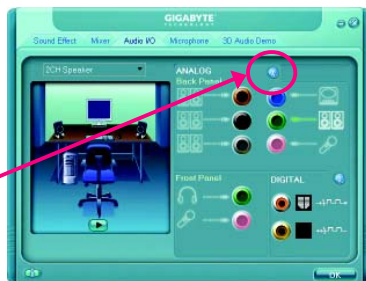 GIGABYTE
TECHNOLOGY
Sound Effect Mixer Audio I/O Microphone 3D Audio Demo
2CH Speaker
ANALOG
Back Panel
Front Panel
DIGITAL
OK